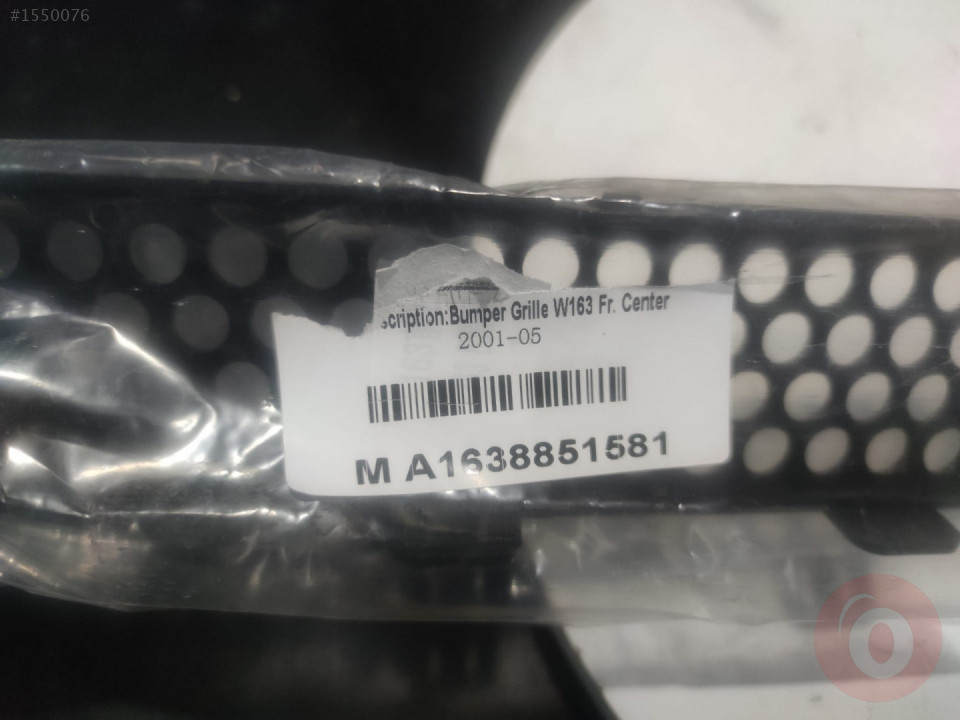 #1550076
scription:Bumper Grille W163 Fr. Center
2001-05
M A1638851581